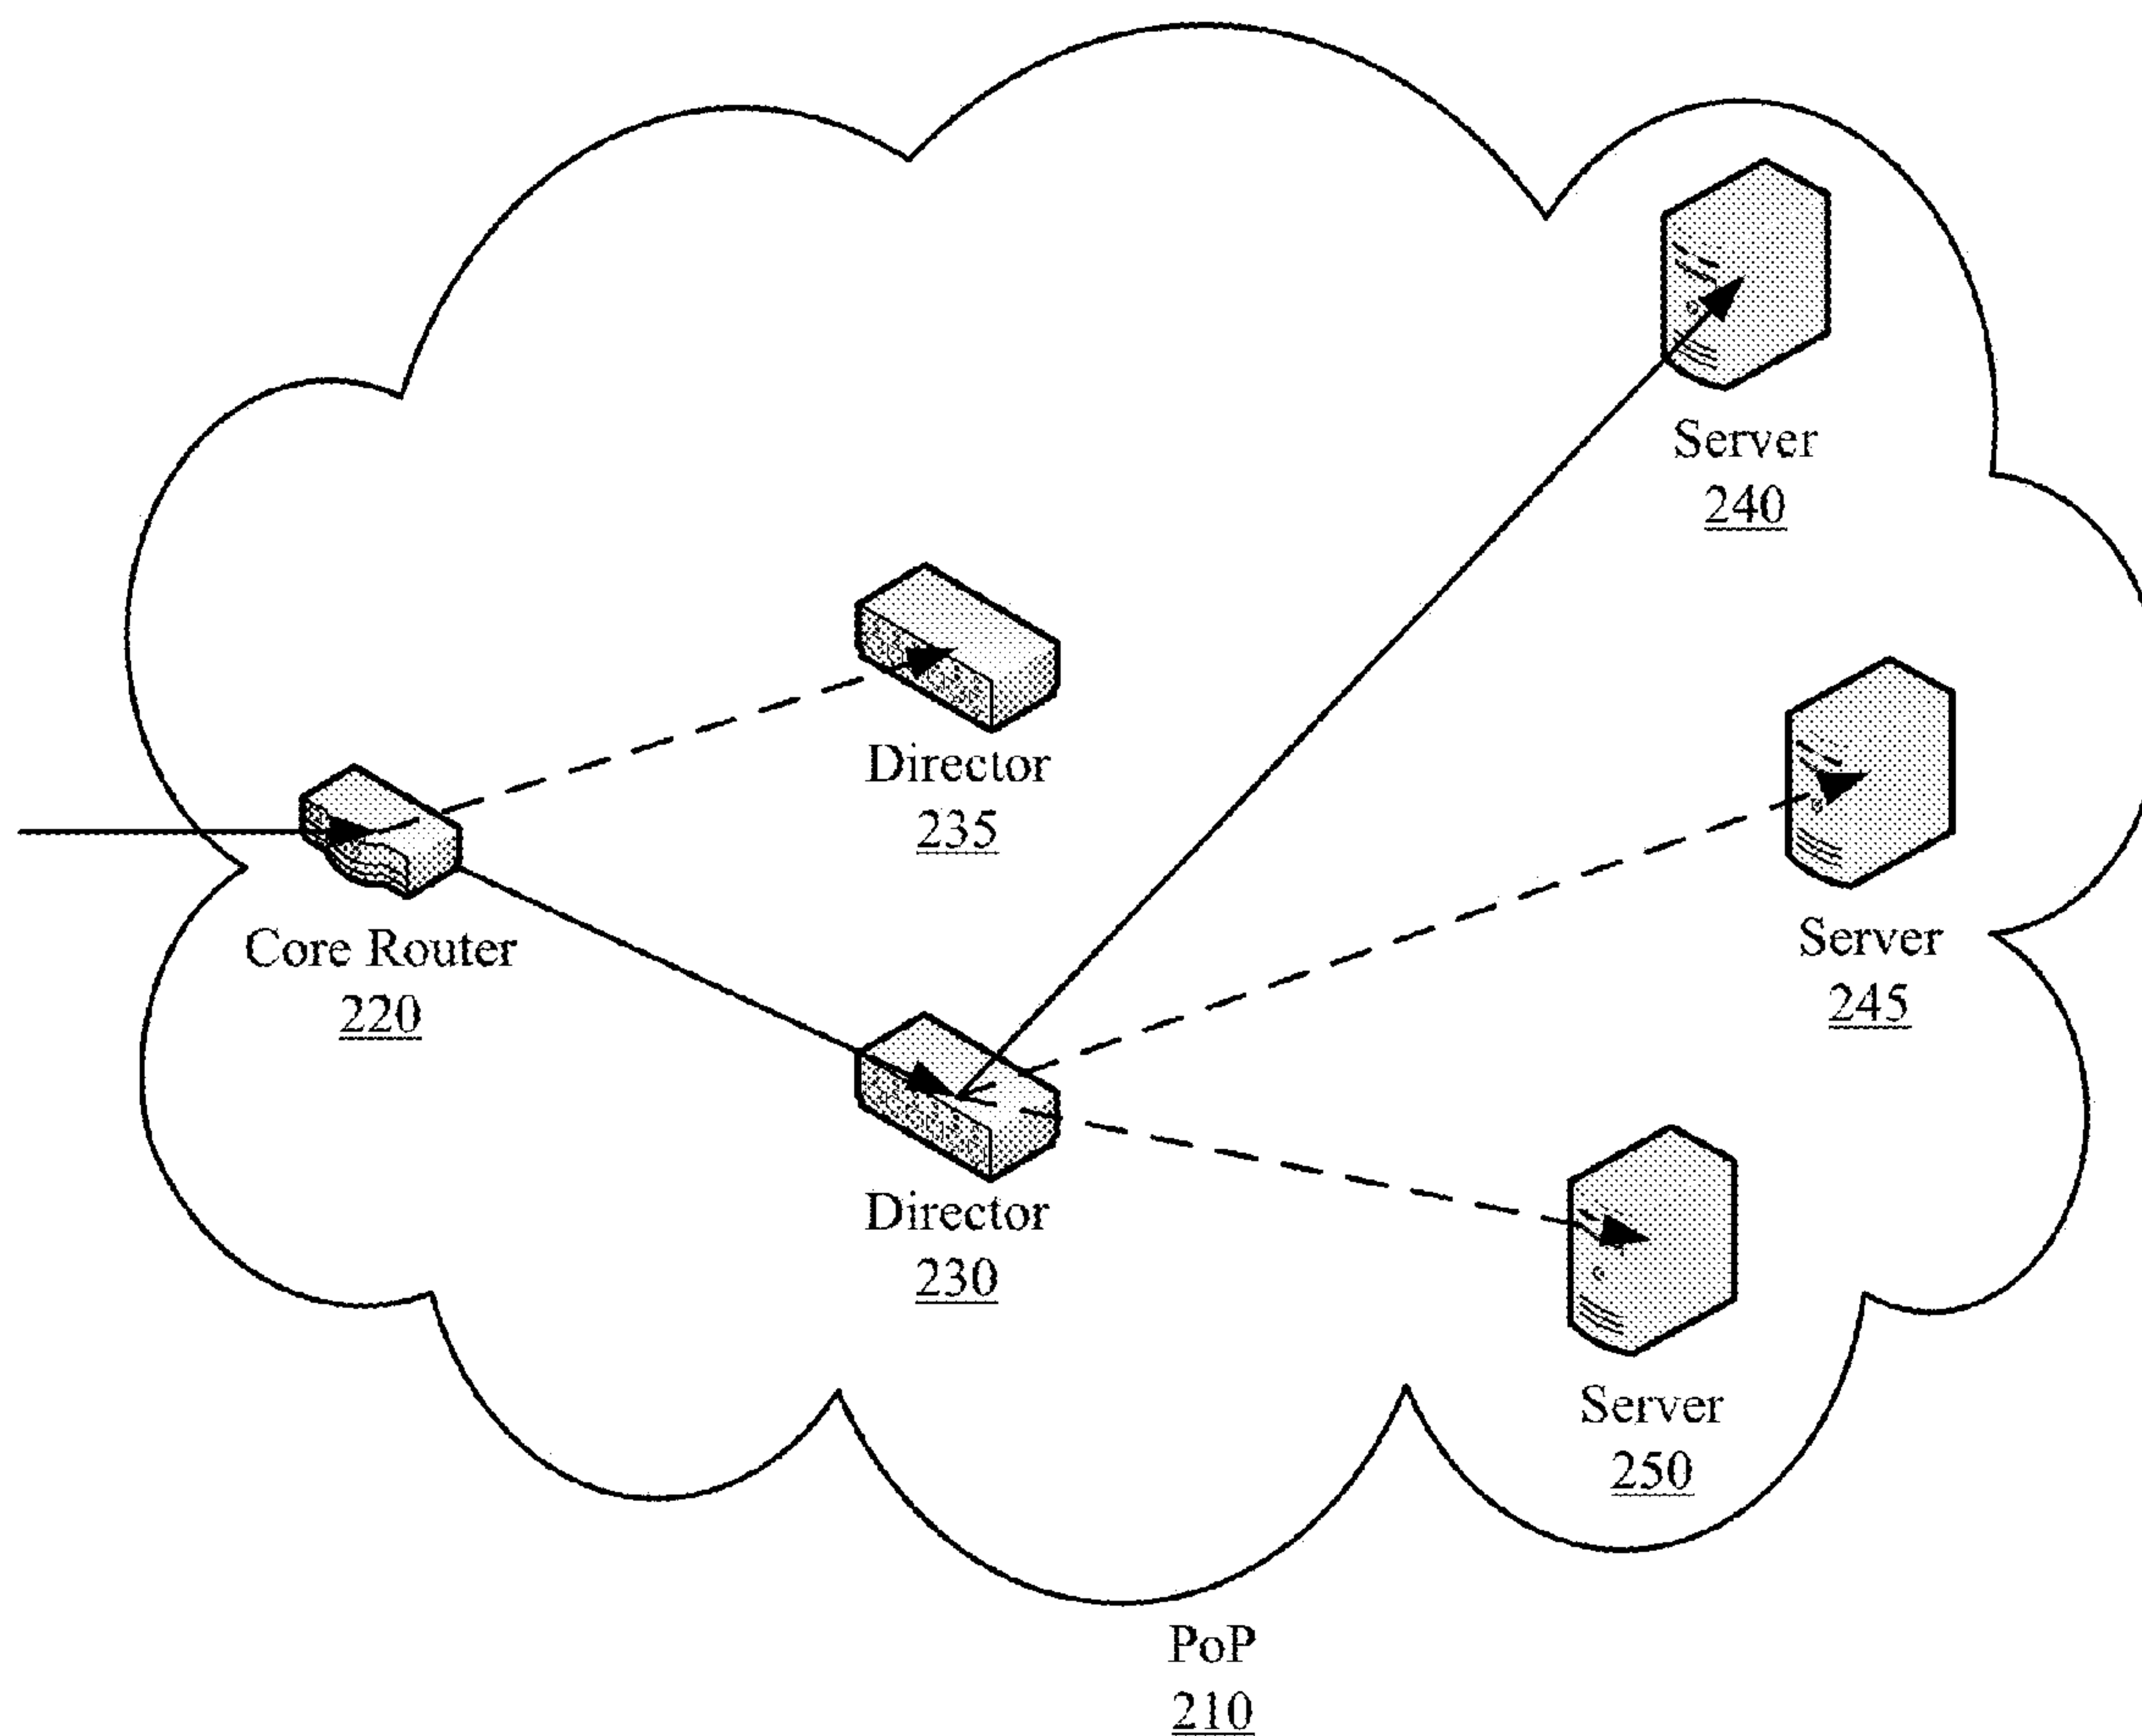 Server
240
Director
235
Core Router
220
Server
245
Director
230
Server
250
PoP
210